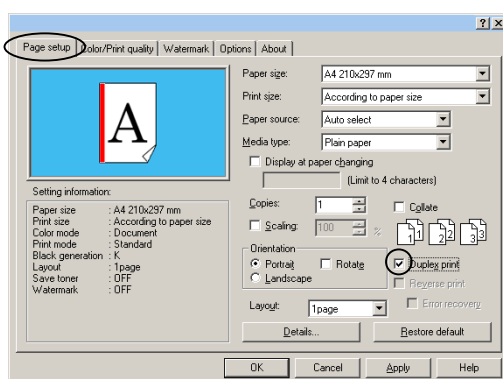 Page setup Color/Print quality Watermark Options About
A
Paper size: A4 210x297 mm
Print size: According to paper size
Paper source: Auto select
Media type: Plain paper
Display at paper changing
(Limit to 4 characters)
Setting information:
Paper size : A4 210x297 mm
Print size : According to paper size
Color mode : Document
Print mode : Standard
Black generation : K
Layout : 1page
Save toner : OFF
Watermark : OFF
Copies: 1 Collate
Scaling: 100 %
1 1 2 2 3 3
Orientation
Portrait Rotate Duplex print
Landscape Reverse print
Layout: 1page Error recovery
Details... Restore default
OK Cancel Apply Help